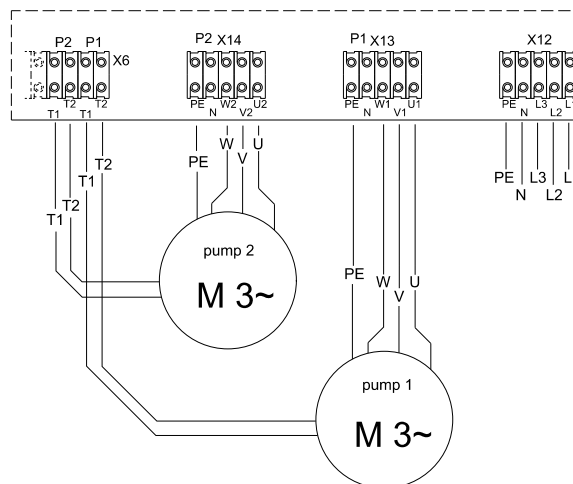 P2 P1
X6
P2 X14
P1 X13
X12
T1 T2 T1 T2
PE N W2 V2 U2
PE N W1 V1 U1
PE N L3 L2
PE W V U
T1 T2
T1 T2
PE N L3 L2 L
pump 2
M 3~
PE W V U
pump 1
M 3~